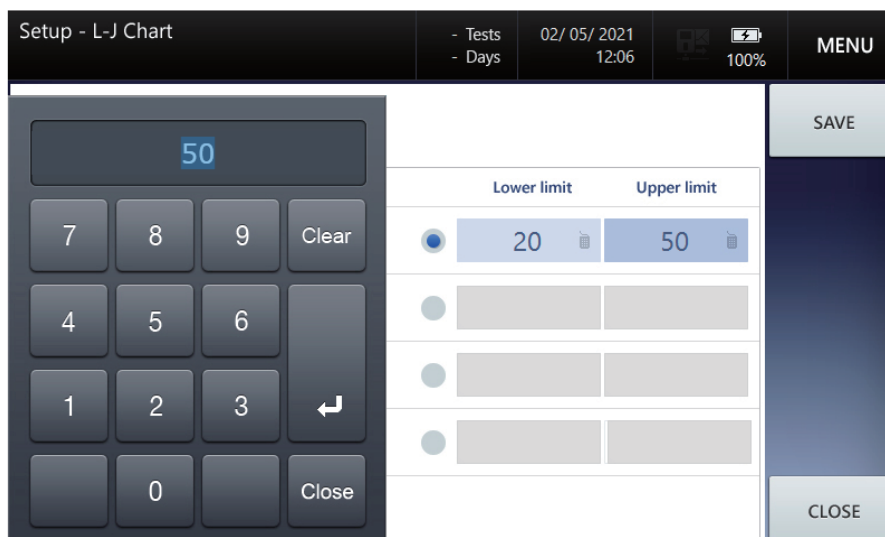 Setup - L-J Chart
- Tests
- Days
02/ 05/ 2021
12:06
100%
MENU
SAVE
50
Lower limit Upper limit
7 8 9 Clear
20 50
4 5 6
1 2 3
0 Close
CLOSE